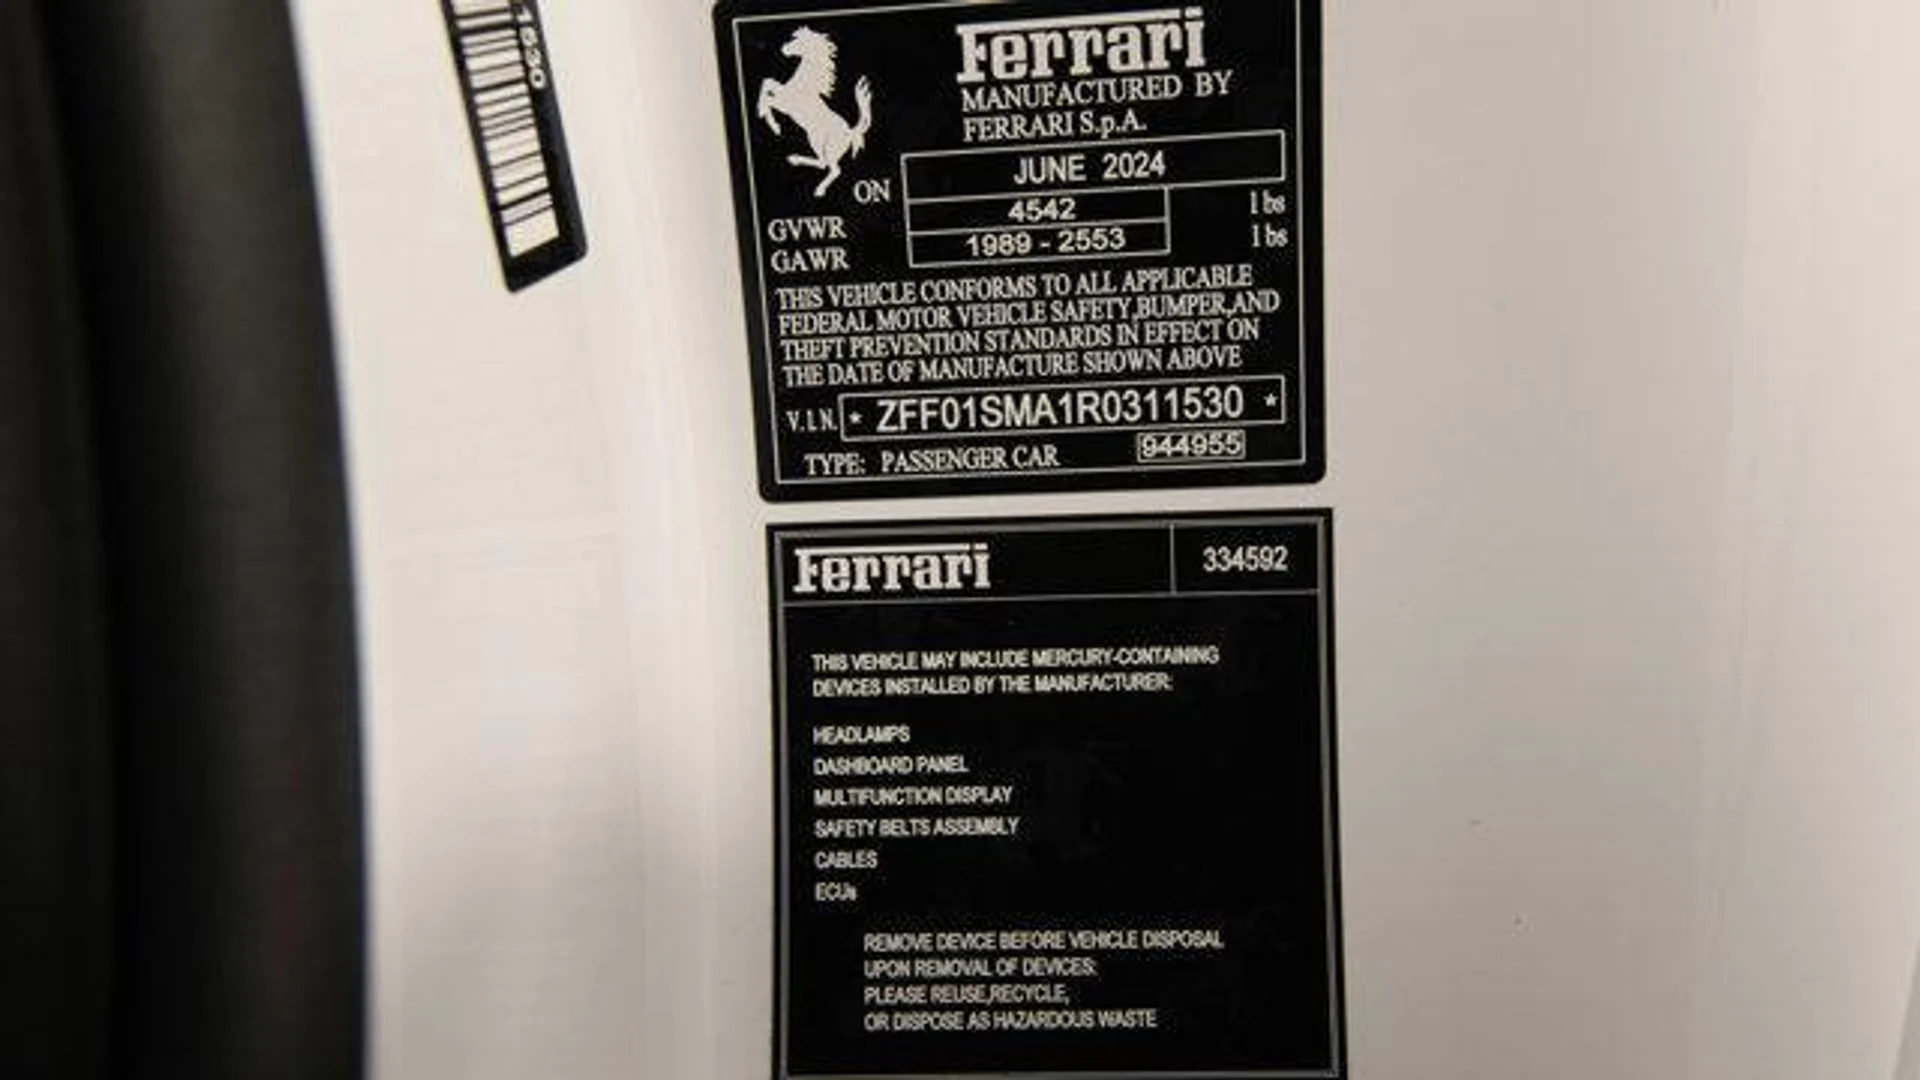 1530
Ferrari
MANUFACTURED BY
FERRARI S.p.A.
ON JUNE 2024
GVWR 4542 lbs
GAWR 1989 - 2553 lbs
THIS VEHICLE CONFORMS TO ALL APPLICABLE
FEDERAL MOTOR VEHICLE SAFETY,BUMPER,AND
THEFT PREVENTION STANDARDS IN EFFECT ON
THE DATE OF MANUFACTURE SHOWN ABOVE
V.I.N. * ZFF01SMA1R0311530 *
TYPE: PASSENGER CAR 944955
Ferrari 334592
THIS VEHICLE MAY INCLUDE MERCURY-CONTAINING
DEVICES INSTALLED BY THE MANUFACTURER:
HEADLAMPS
DASHBOARD PANEL
MULTIFUNCTION DISPLAY
SAFETY BELTS ASSEMBLY
CABLES
ECUs
REMOVE DEVICE BEFORE VEHICLE DISPOSAL
UPON REMOVAL OF DEVICES:
PLEASE REUSE,RECYCLE,
OR DISPOSE AS HAZARDOUS WASTE